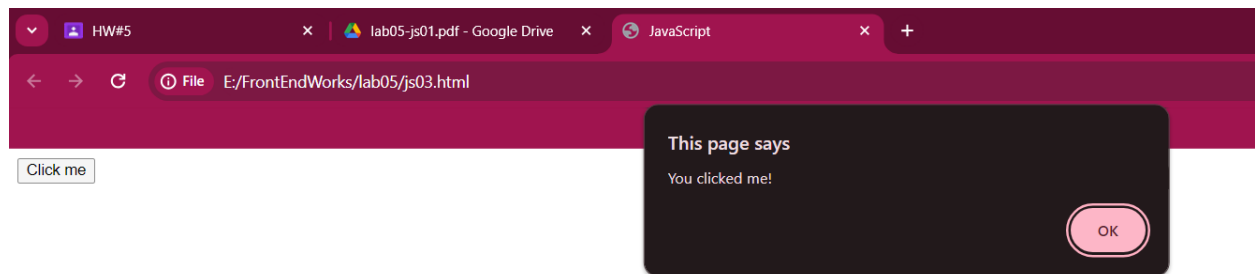 HW#5
lab05-js01.pdf - Google Drive
JavaScript
File E:/FrontEndWorks/lab05/js03.html
Click me
This page says
You clicked me!
OK